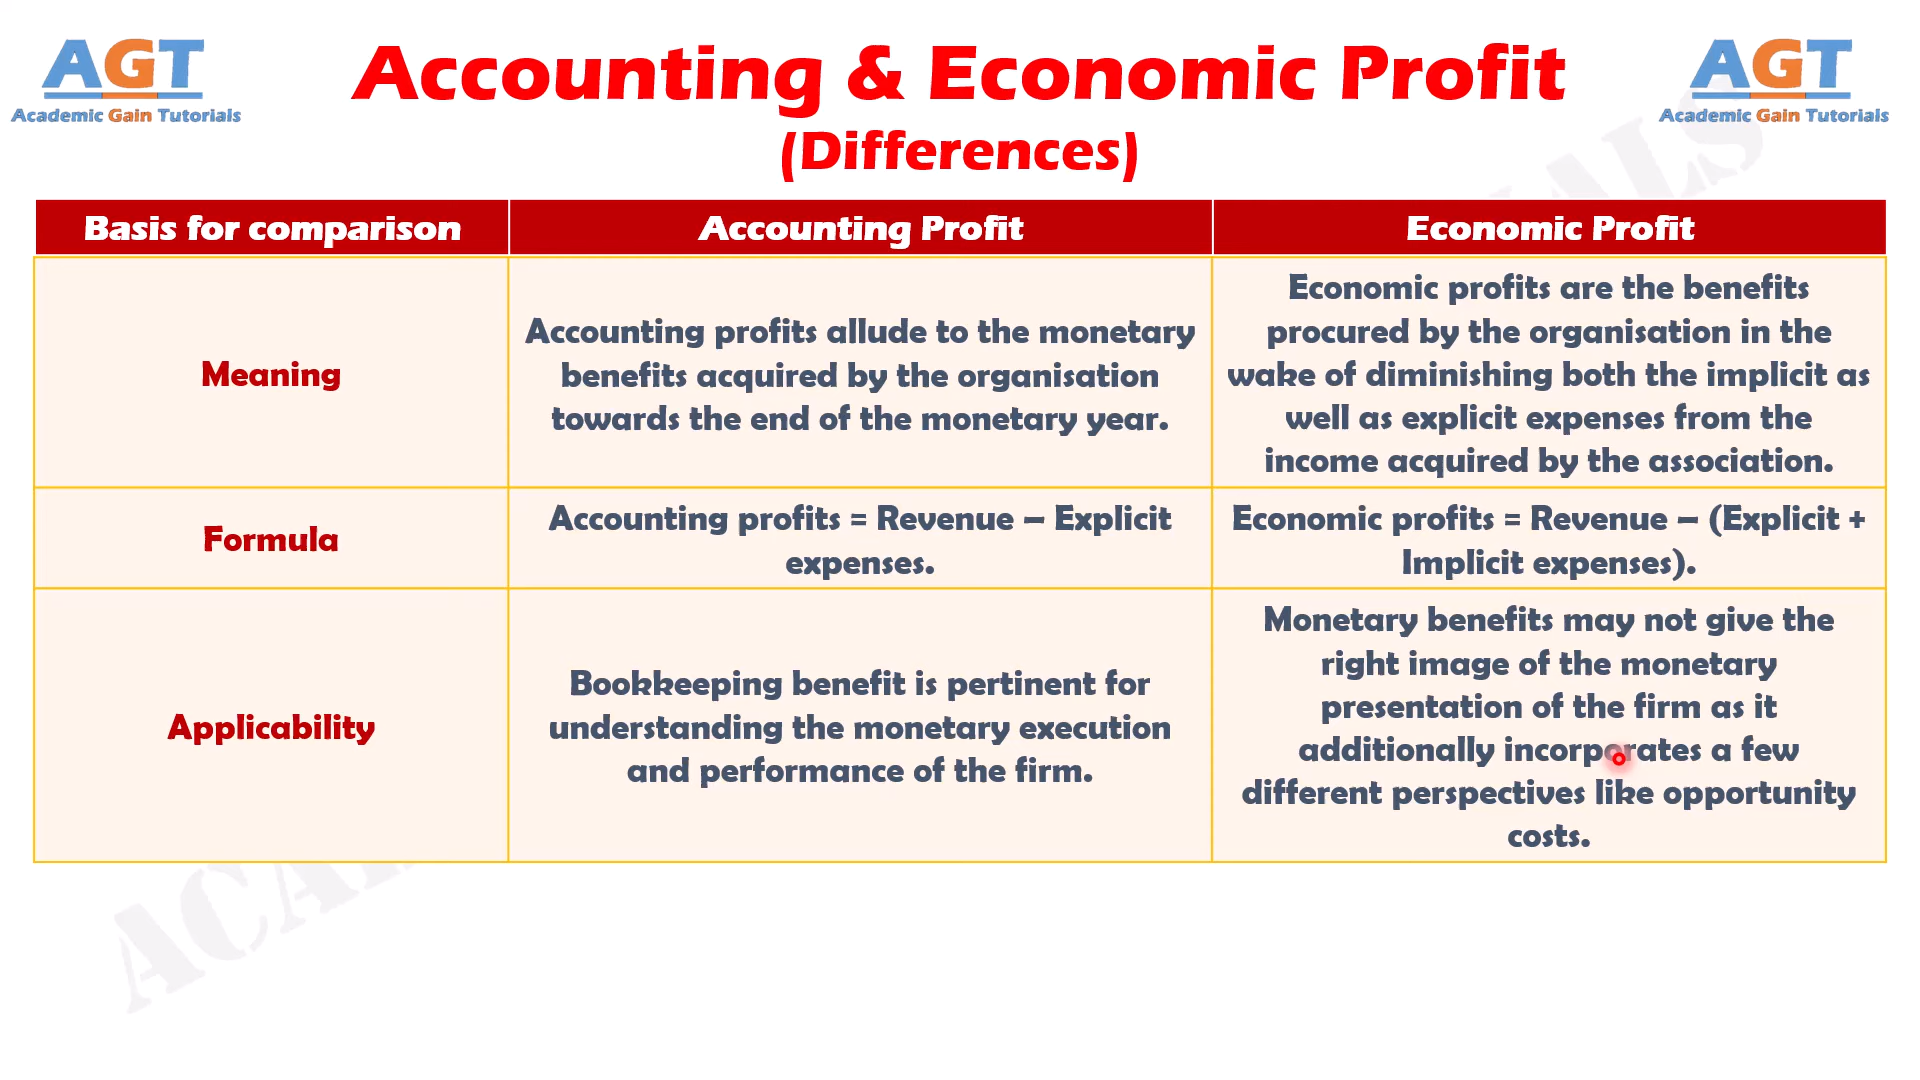 AGT
Academic Gain Tutorials
Accounting & Economic Profit
(Differences)
AGT
Academic Gain Tutorials
Basis for comparison
Accounting Profit
Economic Profit
Meaning
Accounting profits allude to the monetary
benefits acquired by the organisation
towards the end of the monetary year.
Economic profits are the benefits
procured by the organisation in the
wake of diminishing both the implicit as
well as explicit expenses from the
income acquired by the association.
Formula
Accounting profits = Revenue – Explicit
expenses.
Economic profits = Revenue – (Explicit +
Implicit expenses).
Applicability
Bookkeeping benefit is pertinent for
understanding the monetary execution
and performance of the firm.
Monetary benefits may not give the
right image of the monetary
presentation of the firm as it
additionally incorporates a few
different perspectives like opportunity
costs.